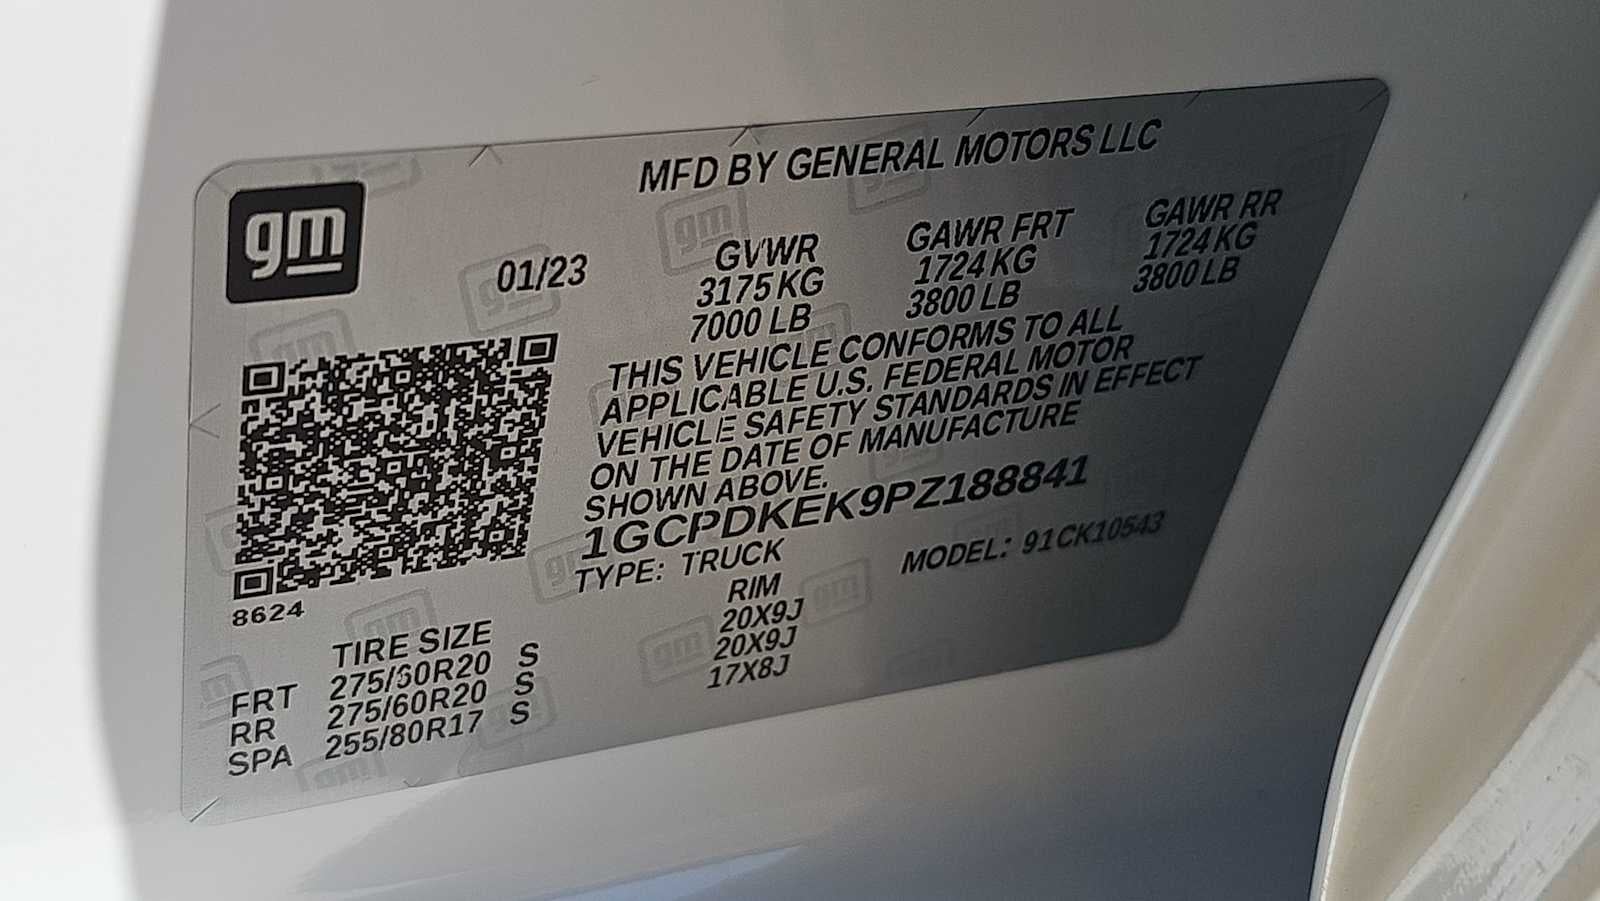 MFD BY GENERAL MOTORS LLC
gm
01/23
GVWR GAWR FRT GAWR RR
3175 KG 1724 KG 1724 KG
7000 LB 3800 LB 3800 LB
THIS VEHICLE CONFORMS TO ALL
APPLICABLE U.S. FEDERAL MOTOR
VEHICLE SAFETY STANDARDS IN EFFECT
ON THE DATE OF MANUFACTURE
SHOWN ABOVE.
1GCPDKEK9PZ188841
TYPE: TRUCK MODEL: 91CK10543
8624
TIRE SIZE RIM
FRT 275/60R20 S 20X9J
RR 275/60R20 S 20X9J
SPA 255/80R17 S 17X8J